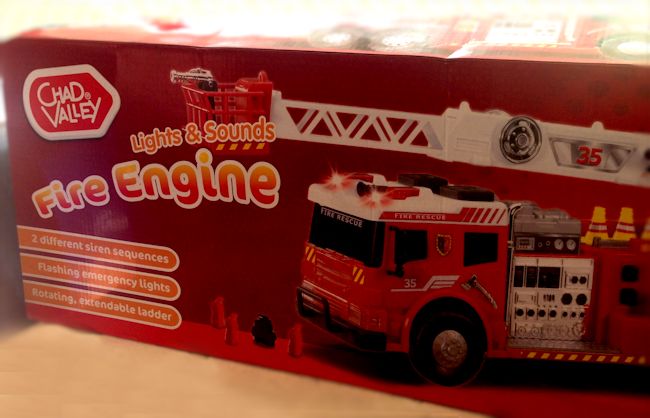 CHAD
VALLEY
Lights & Sounds
Fire Engine
2 different siren sequences
Flashing emergency lights
Rotating, extendable ladder
35
FIRE RESCUE
FIRE RESCUE
35